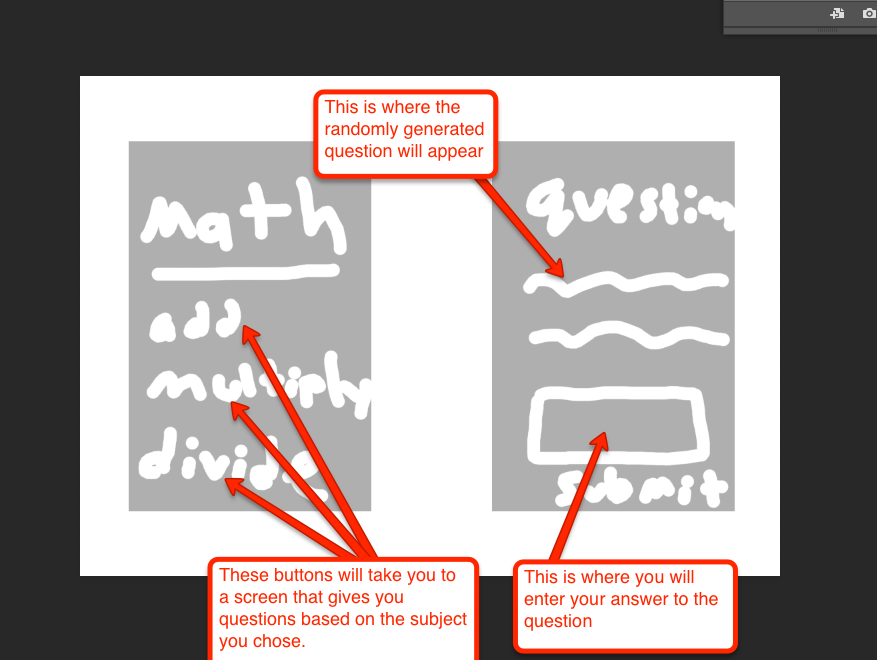 This is where the
randomly generated
question will appear
math
add
multiply
divide
question
submit
These buttons will take you to
a screen that gives you
questions based on the subject
you chose.
This is where you will
enter your answer to the
question